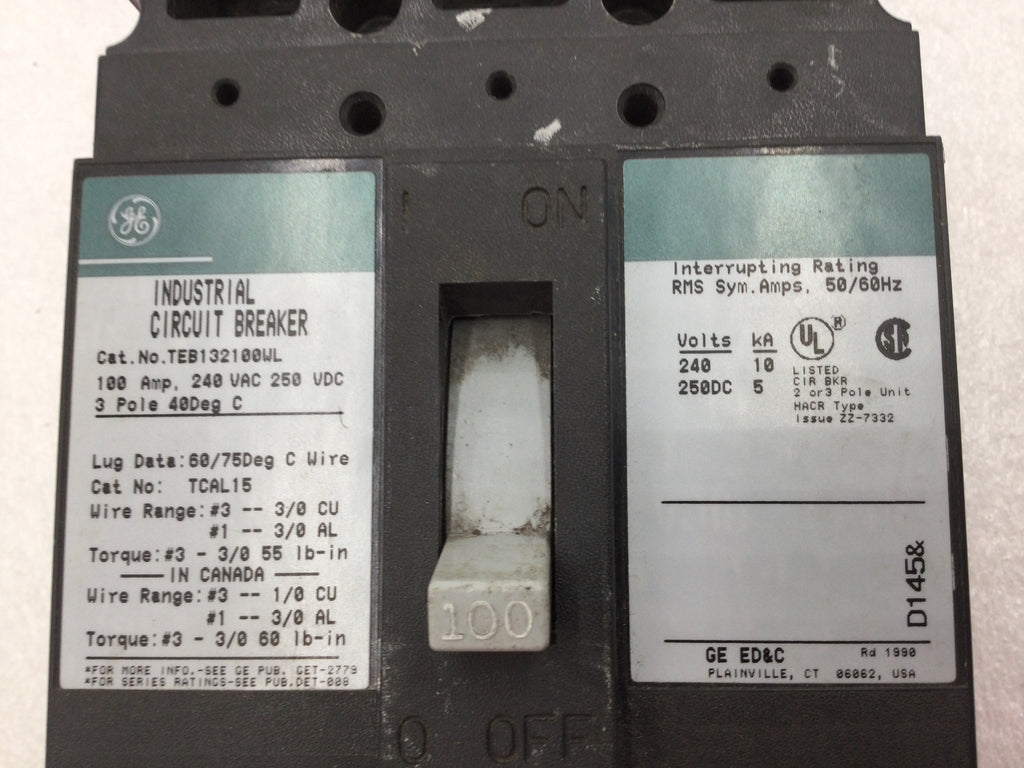 GE
INDUSTRIAL
CIRCUIT BREAKER
Cat.No.TEB132100WL
100 Amp, 240 VAC 250 VDC
3 Pole 40Deg C
Lug Data:60/75Deg C Wire
Cat No: TCAL15
Wire Range:#3 -- 3/0 CU
#1 -- 3/0 AL
Torque:#3 - 3/0 55 lb-in
IN CANADA
Wire Range:#3 -- 1/0 CU
#1 -- 3/0 AL
Torque:#3 - 3/0 60 lb-in
*FOR MORE INFO.-SEE GE PUB. GET-2779
*FOR SERIES RATINGS-SEE PUB.DET-008
I ON
100
O OFF
Interrupting Rating
RMS Sym.Amps, 50/60Hz
Volts kA
240 10
250DC 5
UL®
SA
LISTED
CIR BKR
2 or3 Pole Unit
HACR Type
Issue ZZ-7332
D145&
GE ED&C Rd 1990
PLAINVILLE, CT 06062, USA